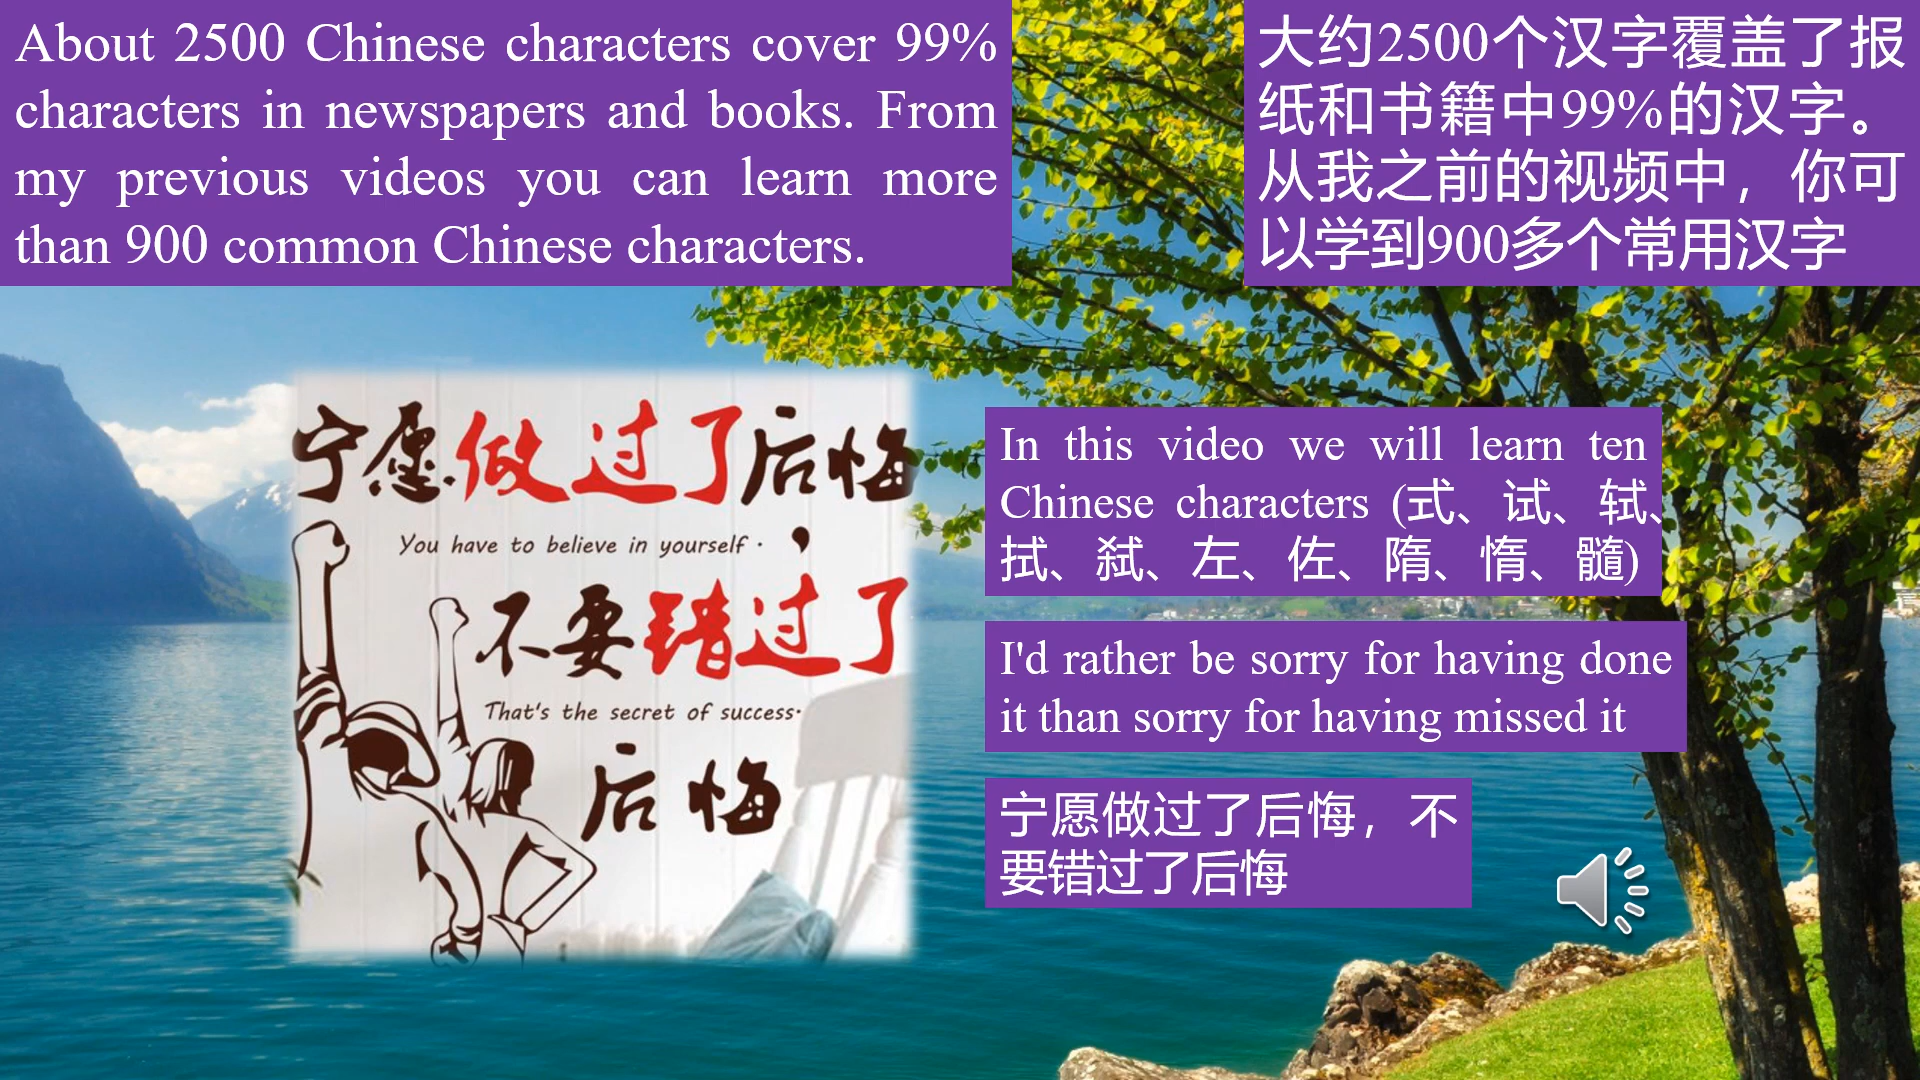 About 2500 Chinese characters cover 99%
characters in newspapers and books. From
my previous videos you can learn more
than 900 common Chinese characters.
大约2500个汉字覆盖了报
纸和书籍中99%的汉字。
从我之前的视频中，你可
以学到900多个常用汉字
宁愿做过了后悔
You have to believe in yourself ·
，
不要错过了
That's the secret of success·
后悔
In this video we will learn ten
Chinese characters (式、试、轼、
拭、弑、左、佐、隋、惰、髓)
I'd rather be sorry for having done
it than sorry for having missed it
宁愿做过了后悔，不
要错过了后悔